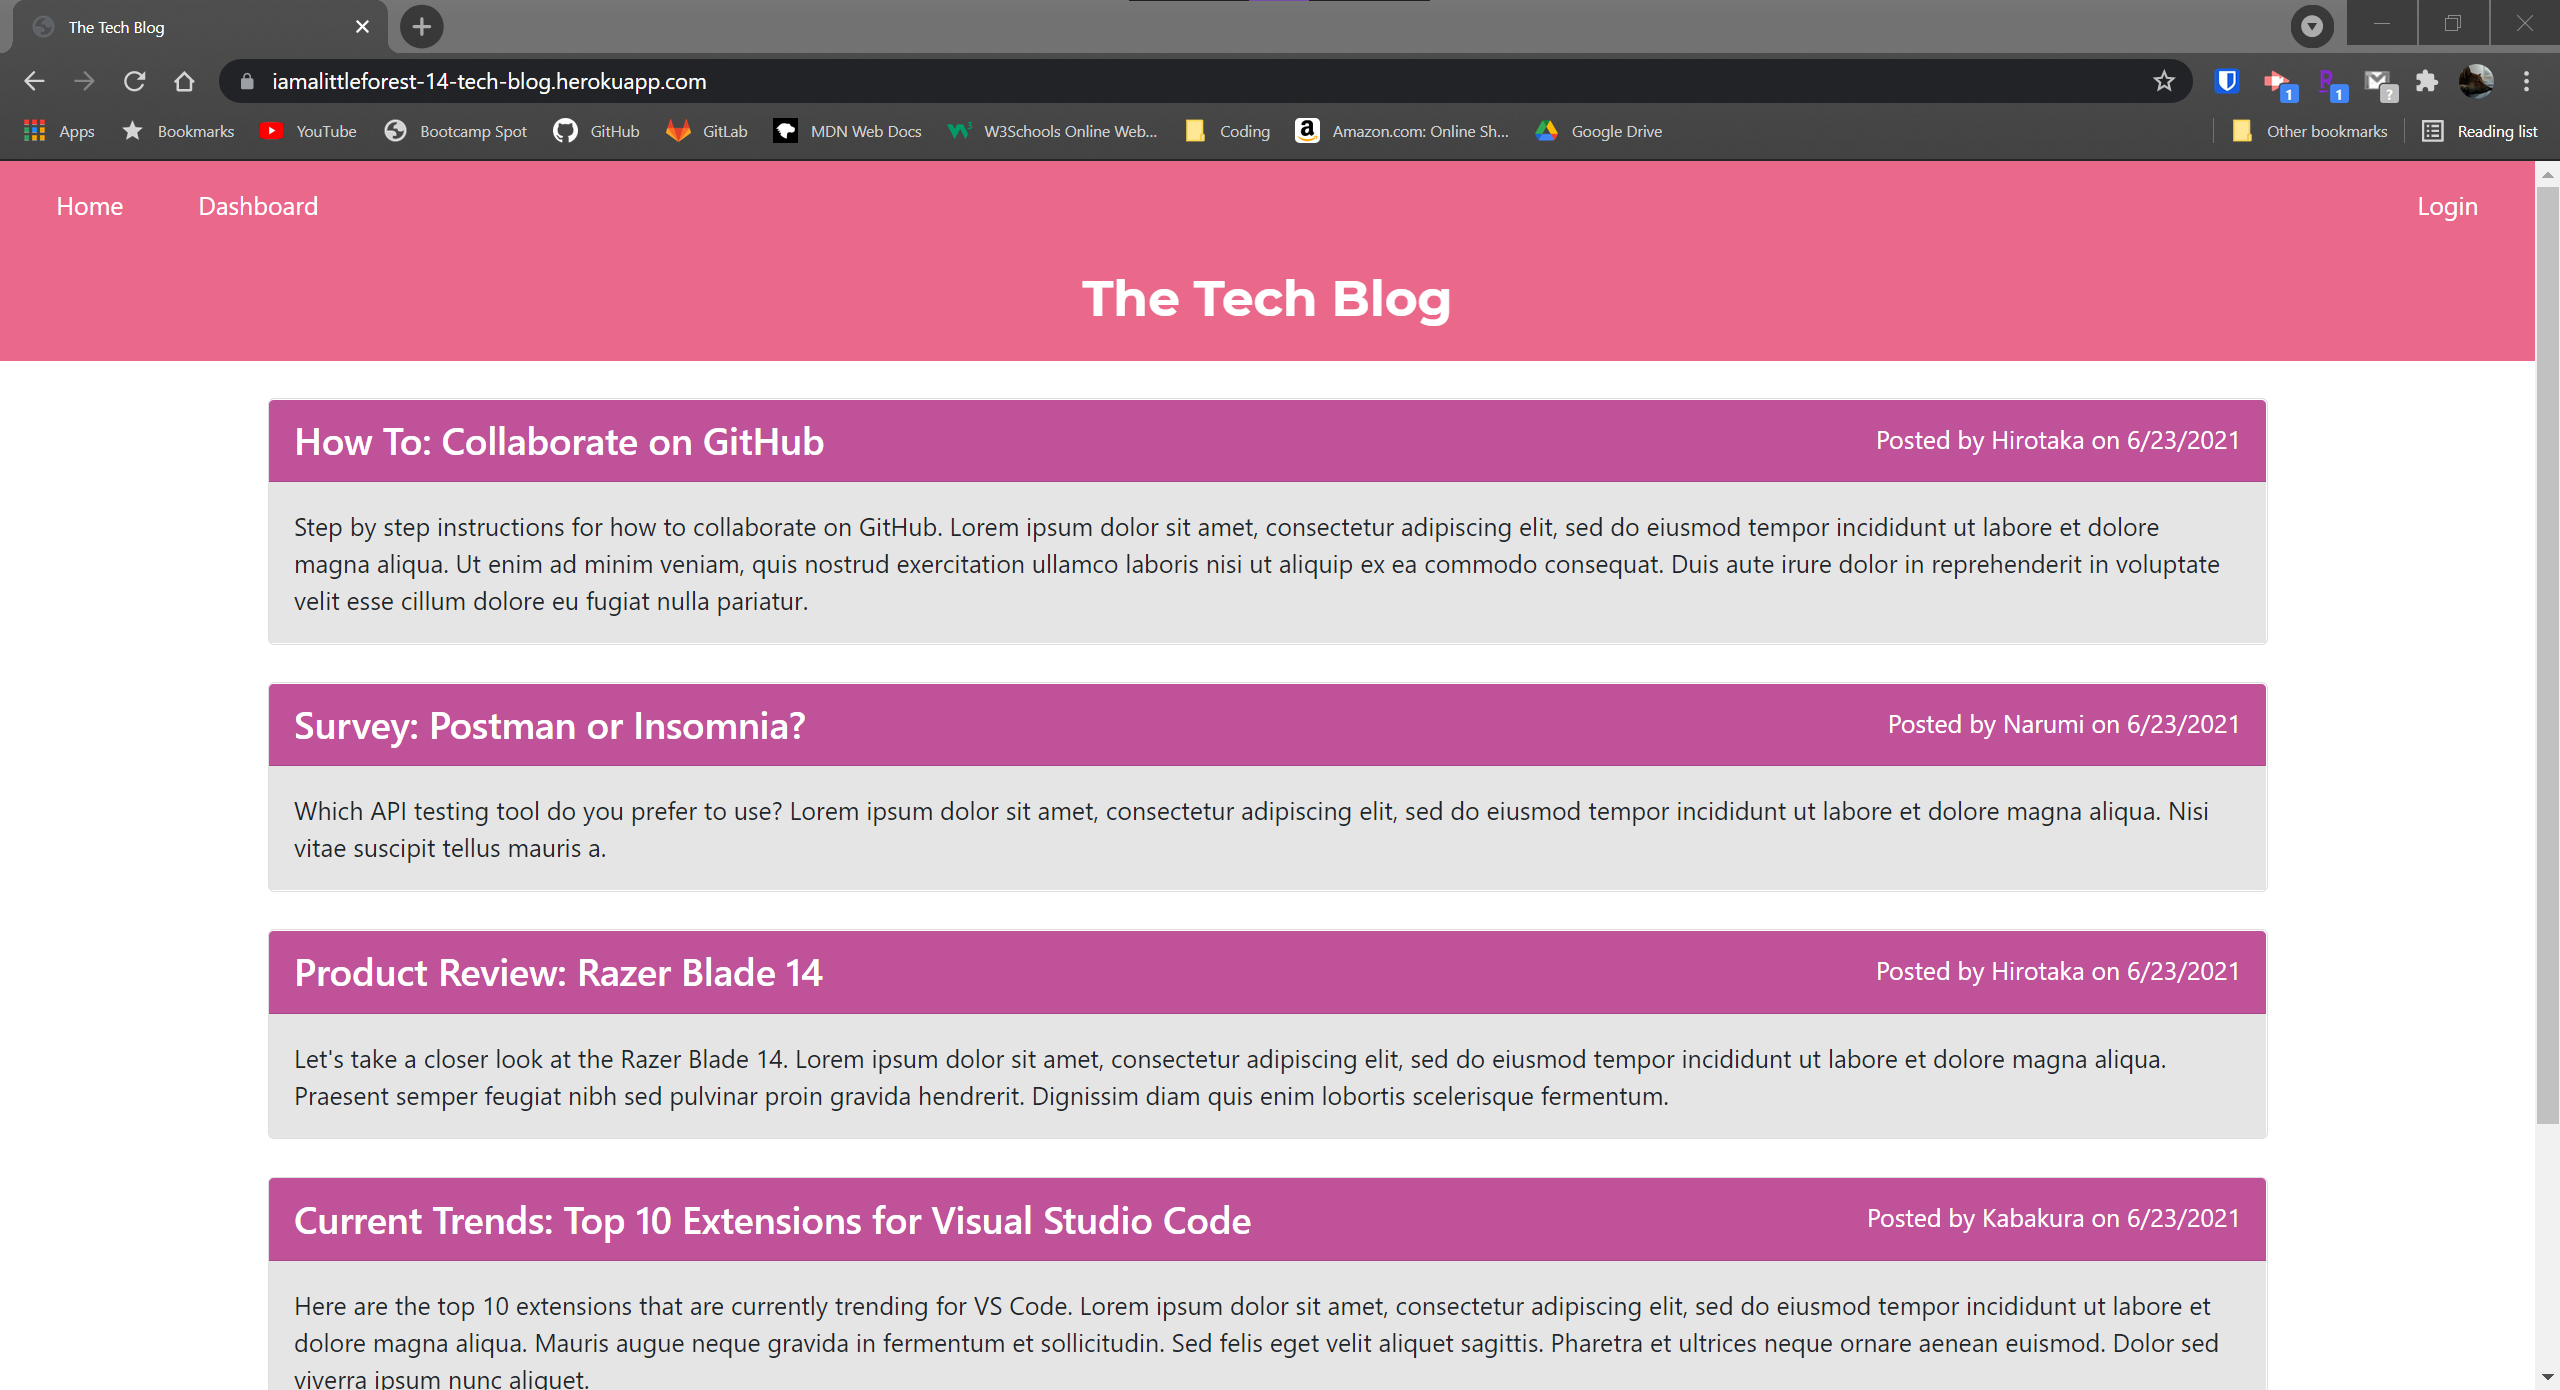 The Tech Blog
iamalittleforest-14-tech-blog.herokuapp.com
1 1 ?
Apps Bookmarks YouTube Bootcamp Spot GitHub GitLab MDN Web Docs W3Schools Online Web... Coding Amazon.com: Online Sh... Google Drive Other bookmarks Reading list
Home Dashboard Login
The Tech Blog
How To: Collaborate on GitHub Posted by Hirotaka on 6/23/2021
Step by step instructions for how to collaborate on GitHub. Lorem ipsum dolor sit amet, consectetur adipiscing elit, sed do eiusmod tempor incididunt ut labore et dolore
magna aliqua. Ut enim ad minim veniam, quis nostrud exercitation ullamco laboris nisi ut aliquip ex ea commodo consequat. Duis aute irure dolor in reprehenderit in voluptate
velit esse cillum dolore eu fugiat nulla pariatur.
Survey: Postman or Insomnia? Posted by Narumi on 6/23/2021
Which API testing tool do you prefer to use? Lorem ipsum dolor sit amet, consectetur adipiscing elit, sed do eiusmod tempor incididunt ut labore et dolore magna aliqua. Nisi
vitae suscipit tellus mauris a.
Product Review: Razer Blade 14 Posted by Hirotaka on 6/23/2021
Let's take a closer look at the Razer Blade 14. Lorem ipsum dolor sit amet, consectetur adipiscing elit, sed do eiusmod tempor incididunt ut labore et dolore magna aliqua.
Praesent semper feugiat nibh sed pulvinar proin gravida hendrerit. Dignissim diam quis enim lobortis scelerisque fermentum.
Current Trends: Top 10 Extensions for Visual Studio Code Posted by Kabakura on 6/23/2021
Here are the top 10 extensions that are currently trending for VS Code. Lorem ipsum dolor sit amet, consectetur adipiscing elit, sed do eiusmod tempor incididunt ut labore et
dolore magna aliqua. Mauris augue neque gravida in fermentum et sollicitudin. Sed felis eget velit aliquet sagittis. Pharetra et ultrices neque ornare aenean euismod. Dolor sed
viverra ipsum nunc aliquet.